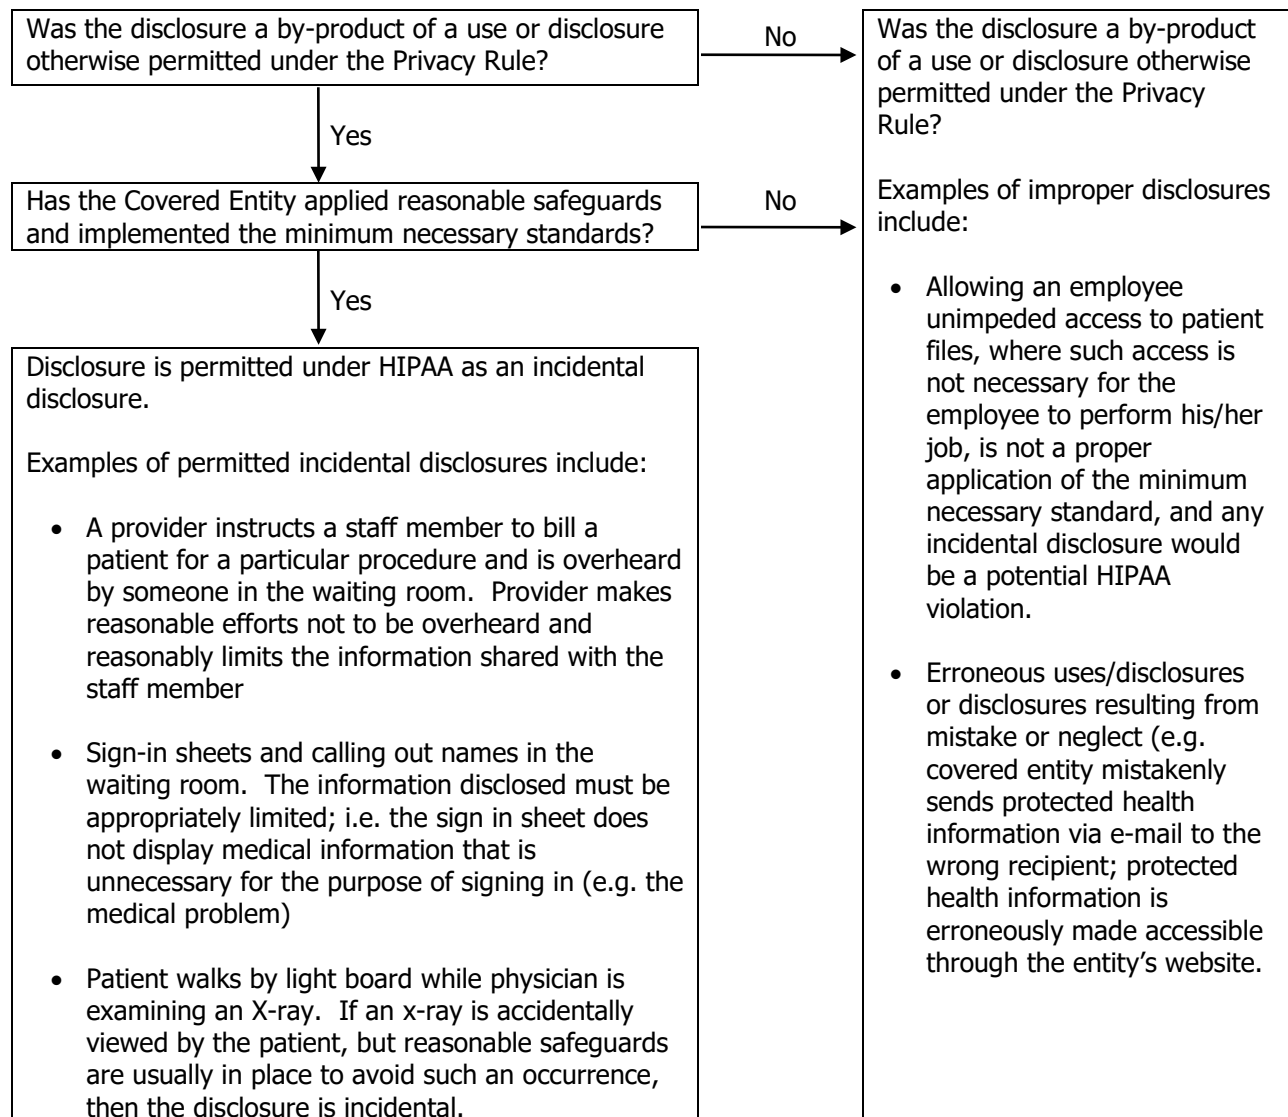 Was the disclosure a by-product of a use or disclosure
otherwise permitted under the Privacy Rule?
No
Yes
Has the Covered Entity applied reasonable safeguards
and implemented the minimum necessary standards?
No
Yes
Disclosure is permitted under HIPAA as an incidental
disclosure.
Examples of permitted incidental disclosures include:
• A provider instructs a staff member to bill a
patient for a particular procedure and is overheard
by someone in the waiting room.  Provider makes
reasonable efforts not to be overheard and
reasonably limits the information shared with the
staff member
• Sign-in sheets and calling out names in the
waiting room.  The information disclosed must be
appropriately limited; i.e. the sign in sheet does
not display medical information that is
unnecessary for the purpose of signing in (e.g. the
medical problem)
• Patient walks by light board while physician is
examining an X-ray.  If an x-ray is accidentally
viewed by the patient, but reasonable safeguards
are usually in place to avoid such an occurrence,
then the disclosure is incidental.
Was the disclosure a by-product
of a use or disclosure otherwise
permitted under the Privacy
Rule?
Examples of improper disclosures
include:
• Allowing an employee
unimpeded access to patient
files, where such access is
not necessary for the
employee to perform his/her
job, is not a proper
application of the minimum
necessary standard, and any
incidental disclosure would
be a potential HIPAA
violation.
• Erroneous uses/disclosures
or disclosures resulting from
mistake or neglect (e.g.
covered entity mistakenly
sends protected health
information via e-mail to the
wrong recipient; protected
health information is
erroneously made accessible
through the entity's website.